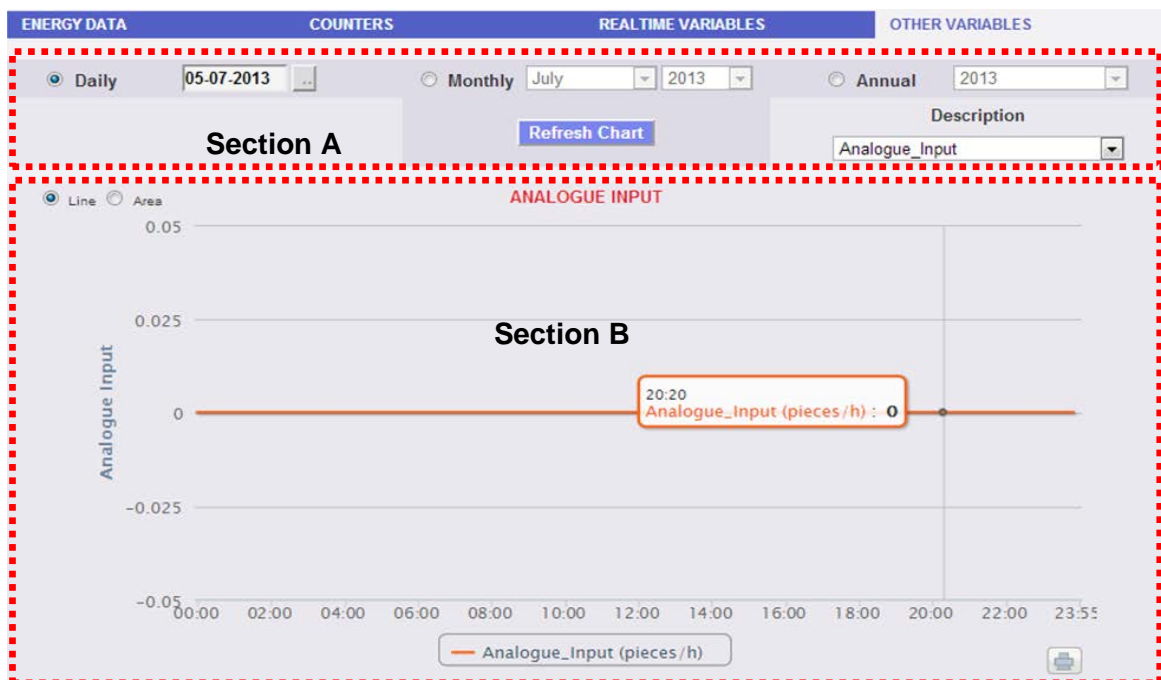 ENERGY DATA COUNTERS REALTIME VARIABLES OTHER VARIABLES
Daily 05-07-2013 .. Monthly July 2013 Annual 2013
Description
Section A Refresh Chart Analogue_Input
Line Area ANALOGUE INPUT
0.05
0.025
Section B
Analogue Input
20:20
Analogue_Input (pieces/h) : 0
0
-0.025
-0.05
00:00 02:00 04:00 06:00 08:00 10:00 12:00 14:00 16:00 18:00 20:00 22:00 23:55
Analogue_Input (pieces/h)